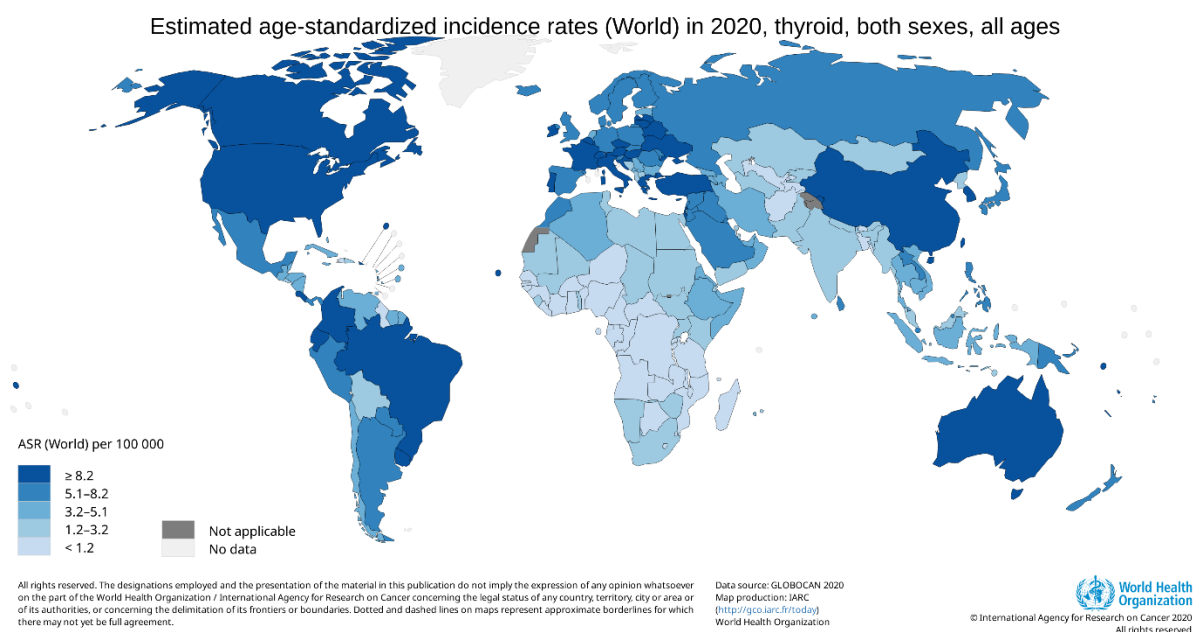 Estimated age-standardized incidence rates (World) in 2020, thyroid, both sexes, all ages
ASR (World) per 100 000
≥ 8.2
5.1–8.2
3.2–5.1
1.2–3.2
< 1.2
Not applicable
No data
All rights reserved. The designations employed and the presentation of the material in this publication do not imply the expression of any opinion whatsoever
on the part of the World Health Organization / International Agency for Research on Cancer concerning the legal status of any country, territory, city or area or
of its authorities, or concerning the delimitation of its frontiers or boundaries. Dotted and dashed lines on maps represent approximate borderlines for which
there may not yet be full agreement.
Data source: GLOBOCAN 2020
Map production: IARC
(http://gco.iarc.fr/today)
World Health Organization
World Health
Organization
© International Agency for Research on Cancer 2020
All rights reserved